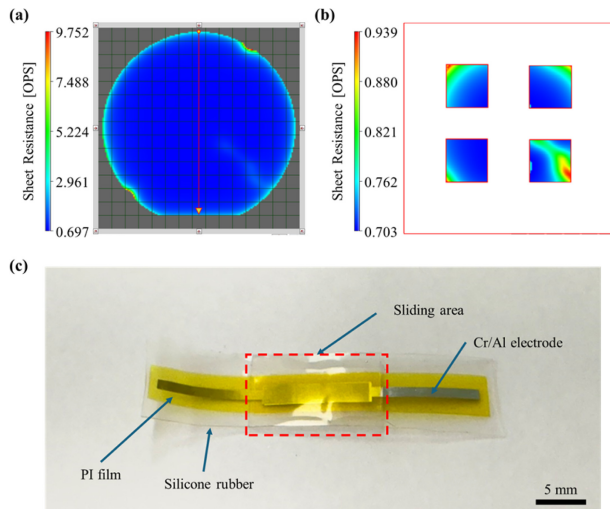 (a)
Sheet Resistance [OPS]
9.752
7.488
5.224
2.961
0.697
(b)
Sheet Resistance [OPS]
0.939
0.880
0.821
0.762
0.703
(c)
Sliding area
Cr/Al electrode
PI film
Silicone rubber
5 mm